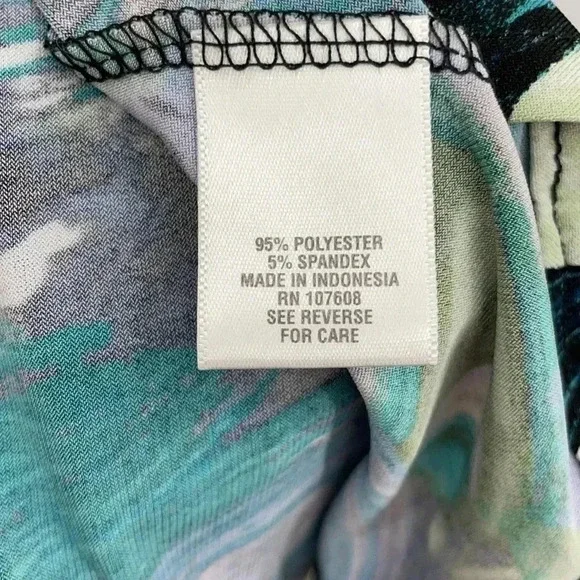 95% POLYESTER
5% SPANDEX
MADE IN INDONESIA
RN 107608
SEE REVERSE
FOR CARE